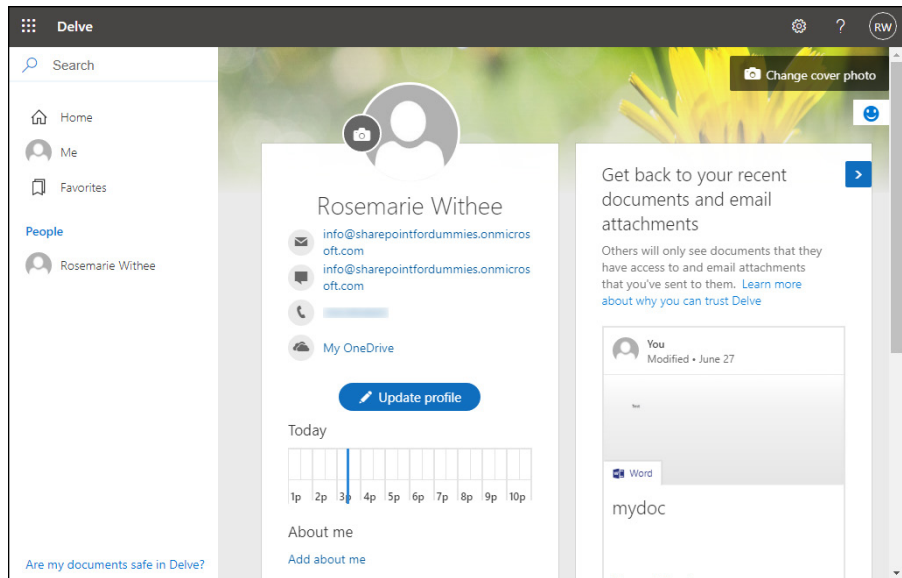 Delve
?
RW
Search
Change cover photo
Home
Me
Favorites
People
Rosemarie Withee
Are my documents safe in Delve?
Rosemarie Withee
info@sharepointfordummies.onmicros
oft.com
info@sharepointfordummies.onmicros
oft.com
My OneDrive
Update profile
Today
1p 2p 3p 4p 5p 6p 7p 8p 9p 10p
About me
Add about me
Get back to your recent
documents and email
attachments
Others will only see documents that they
have access to and email attachments
that you've sent to them. Learn more
about why you can trust Delve
You
Modified • June 27
Word
mydoc